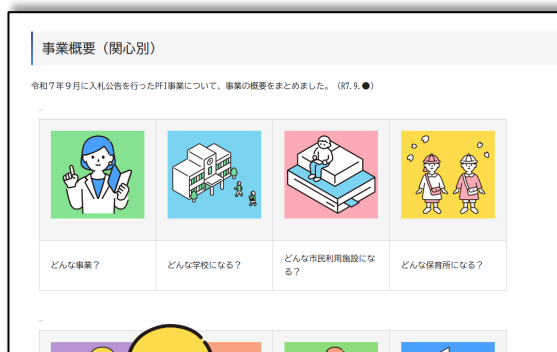 事業概要（関心別）
令和７年９月に入札公告を行ったPFI事業について、事業の概要をまとめました。（R7.9.●）
どんな事業？
どんな学校になる？
どんな市民利用施設にな
る？
どんな保育所になる？